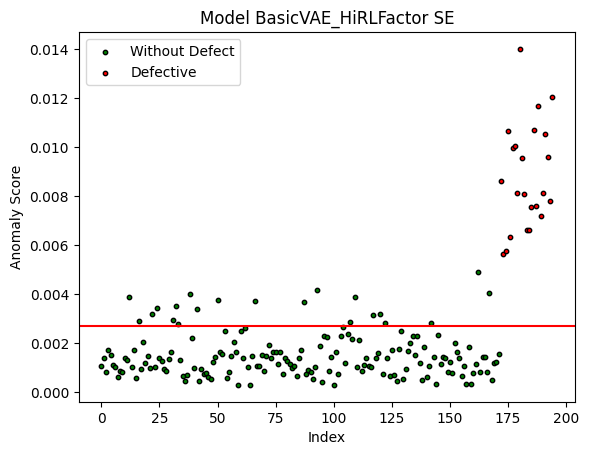 Model BasicVAE_HiRLFactor SE
Without Defect
Defective
Anomaly Score
0.014
0.012
0.010
0.008
0.006
0.004
0.002
0.000
0 25 50 75 100 125 150 175 200
Index